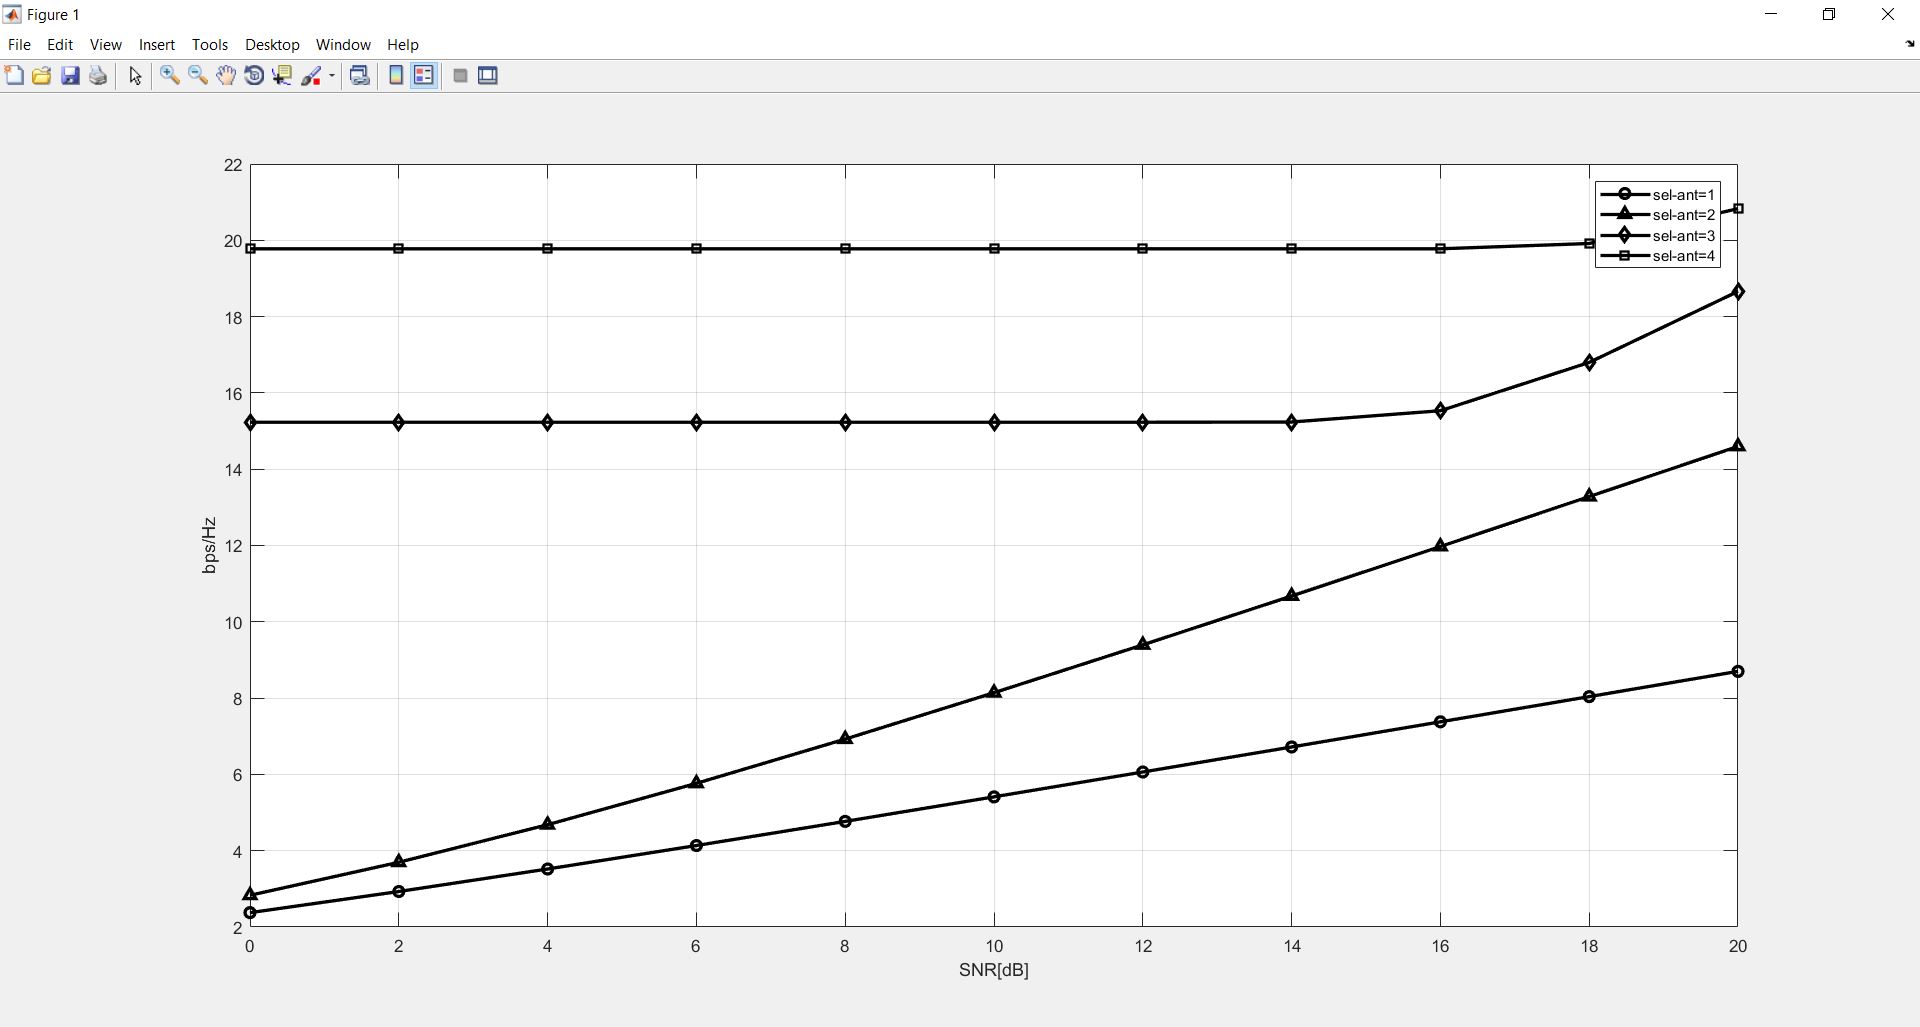 Figure 1
File Edit View Insert Tools Desktop Window Help
22
20
18
16
14
12
10
8
6
4
2
bps/Hz
sel-ant=1
sel-ant=2
sel-ant=3
sel-ant=4
0 2 4 6 8 10 12 14 16 18 20
SNR[dB]